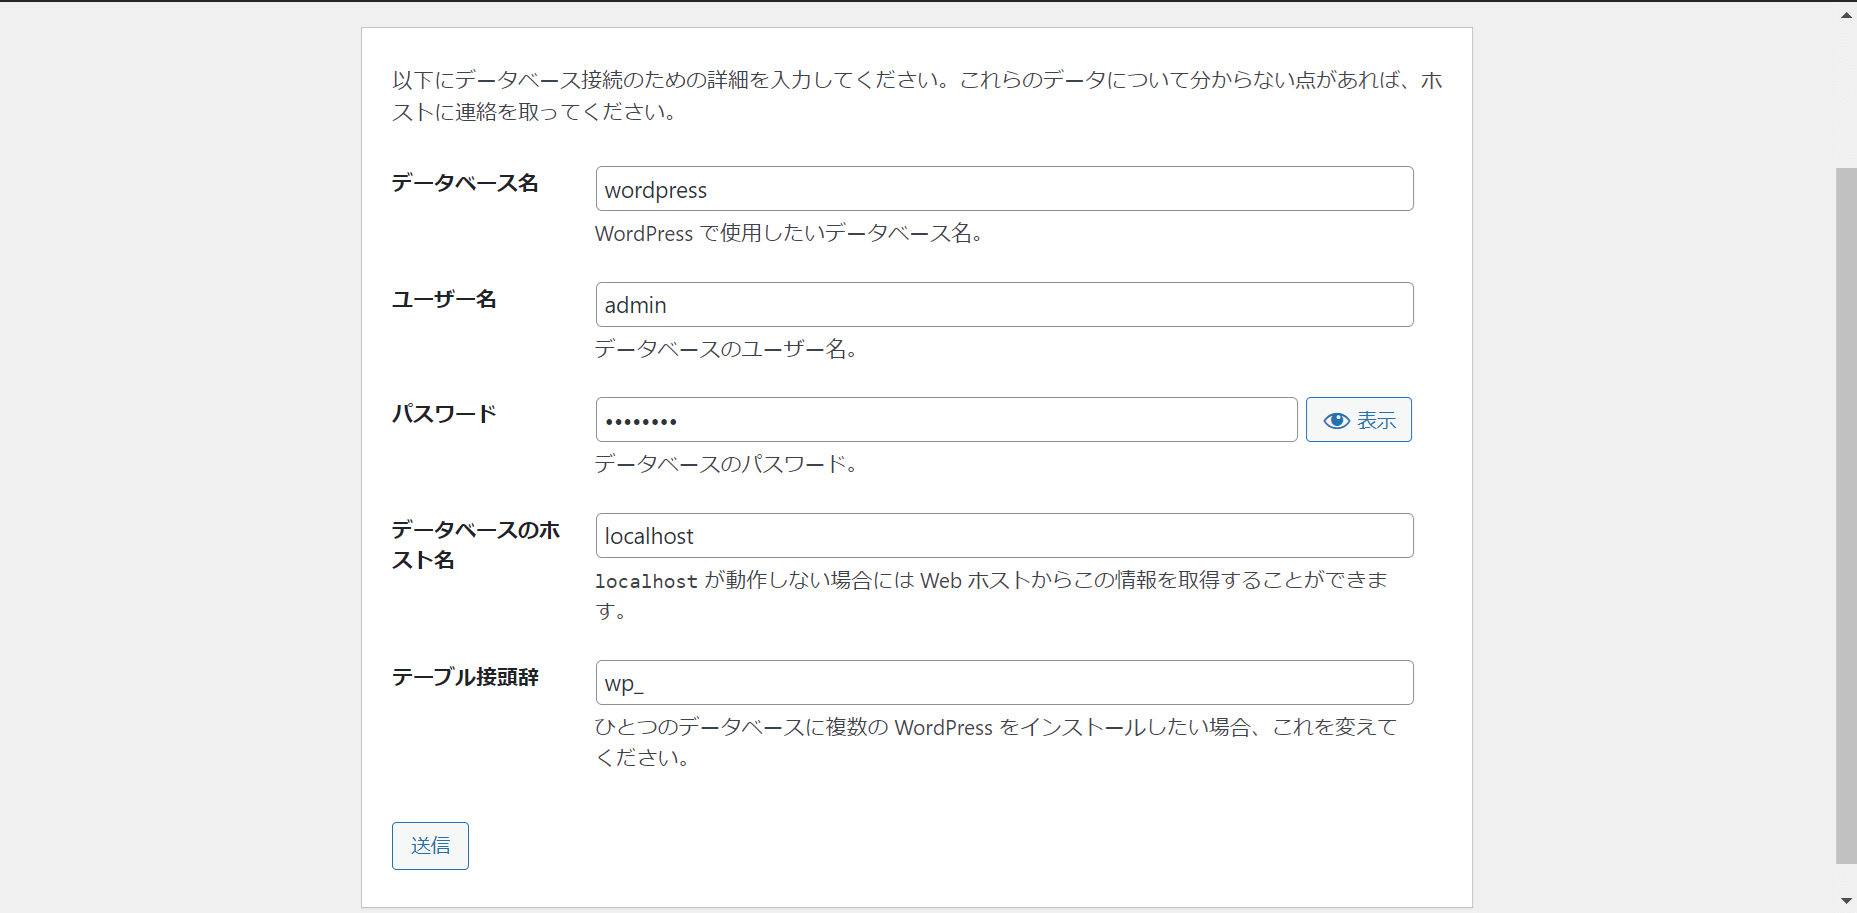 以下にデータベース接続のための詳細を入力してください。これらのデータについて分からない点があれば、ホ
ストに連絡を取ってください。
データベース名
wordpress
WordPress で使用したいデータベース名。
ユーザー名
admin
データベースのユーザー名。
パスワード
••••••••
表示
データベースのパスワード。
データベースのホ
スト名
localhost
localhost が動作しない場合には Web ホストからこの情報を取得することができま
す。
テーブル接頭辞
wp_
ひとつのデータベースに複数の WordPress をインストールしたい場合、これを変えて
ください。
送信